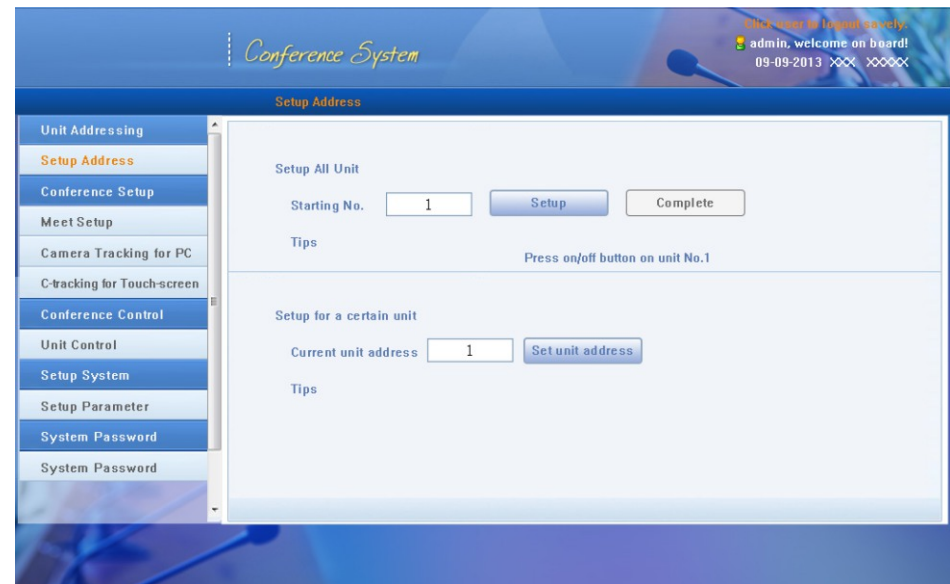 Conference System
Click user to logout savely.
admin, welcome on board!
09-09-2013 XXX XXXXX
Setup Address
Unit Addressing
Setup Address
Conference Setup
Meet Setup
Camera Tracking for PC
C-tracking for Touch-screen
Conference Control
Unit Control
Setup System
Setup Parameter
System Password
System Password
Setup All Unit
Starting No. 1 Setup Complete
Tips
Press on/off button on unit No.1
Setup for a certain unit
Current unit address 1 Set unit address
Tips